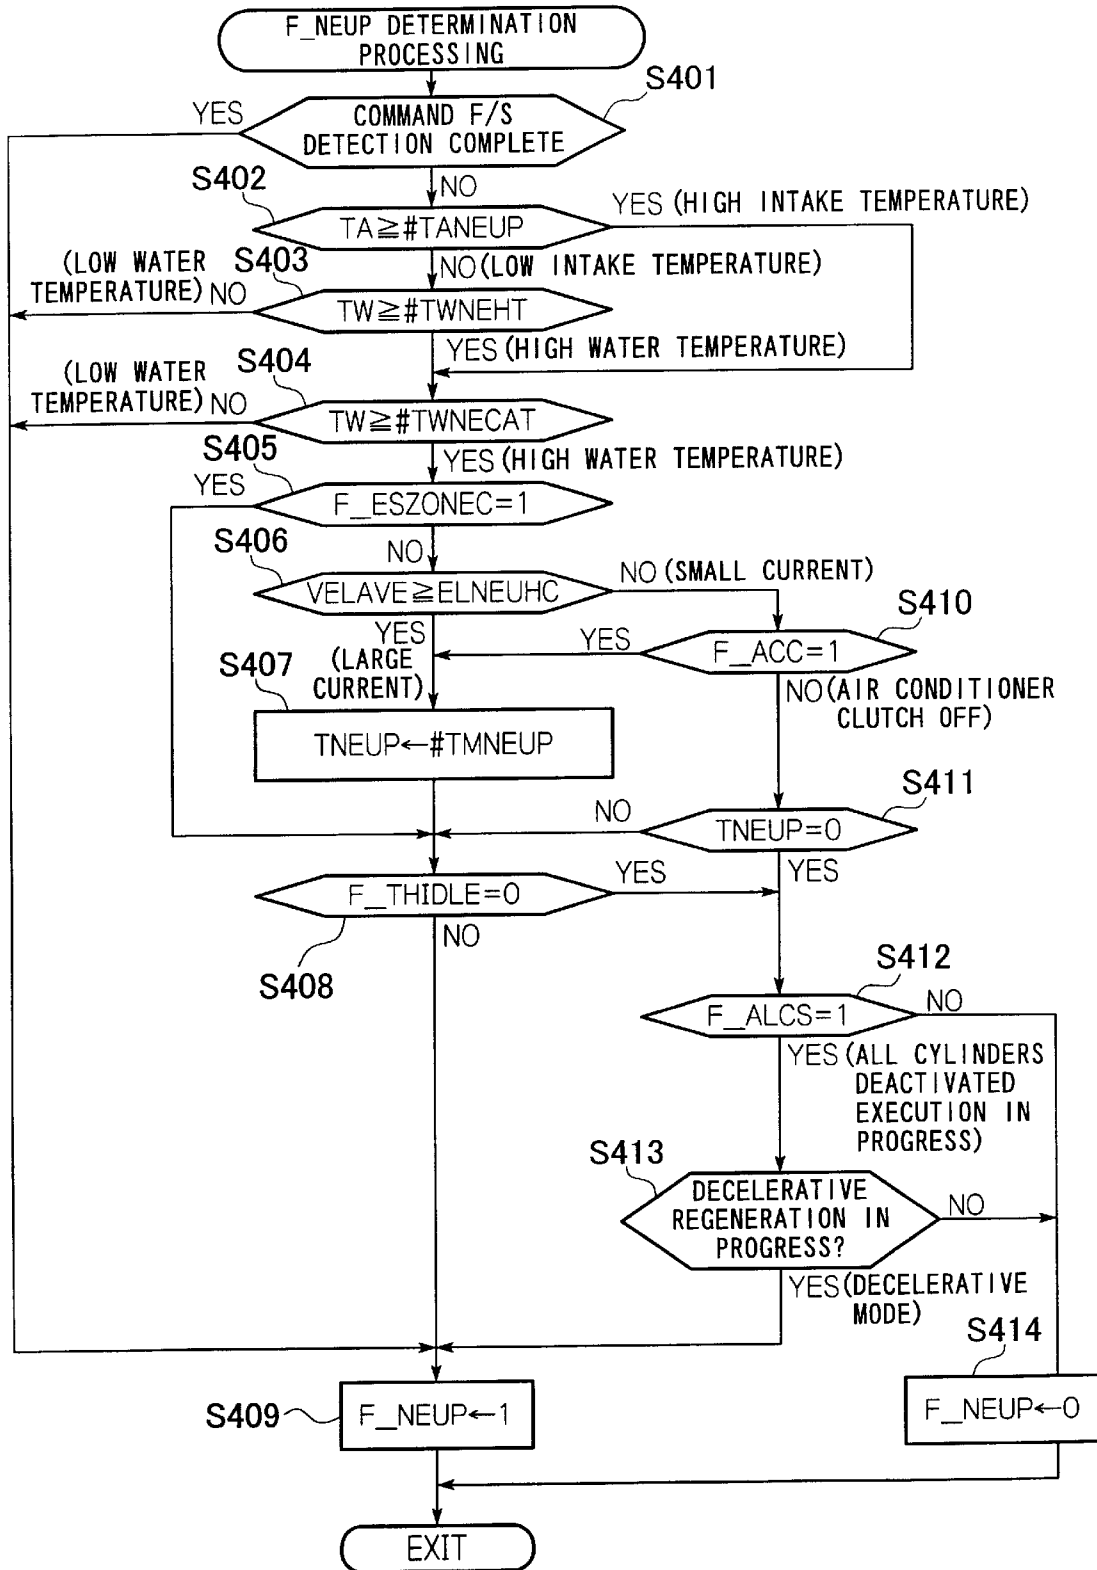 F_NEUP DETERMINATION
PROCESSING
S401
YES
COMMAND F/S
DETECTION COMPLETE
NO
S402
YES (HIGH INTAKE TEMPERATURE)
TA≧#TANEUP
NO (LOW INTAKE TEMPERATURE)
(LOW WATER
TEMPERATURE) NO
S403
TW≧#TWNEHT
YES (HIGH WATER TEMPERATURE)
(LOW WATER
TEMPERATURE) NO
S404
TW≧#TWNECAT
YES (HIGH WATER TEMPERATURE)
S405
YES
F_ESZONEC=1
NO
S406
NO (SMALL CURRENT)
VELAVE≧ELNEUHC
YES
(LARGE
CURRENT)
S410
YES
F_ACC=1
NO (AIR CONDITIONER
CLUTCH OFF)
S407
TNEUP←#TMNEUP
S411
NO
TNEUP=0
YES
F_THIDLE=0
YES
NO
S408
S412
F_ALCS=1
NO
YES (ALL CYLINDERS
DEACTIVATED
EXECUTION IN
PROGRESS)
S413
DECELERATIVE
REGENERATION IN
PROGRESS?
NO
YES (DECELERATIVE
MODE)
S414
S409
F_NEUP←1
F_NEUP←0
EXIT